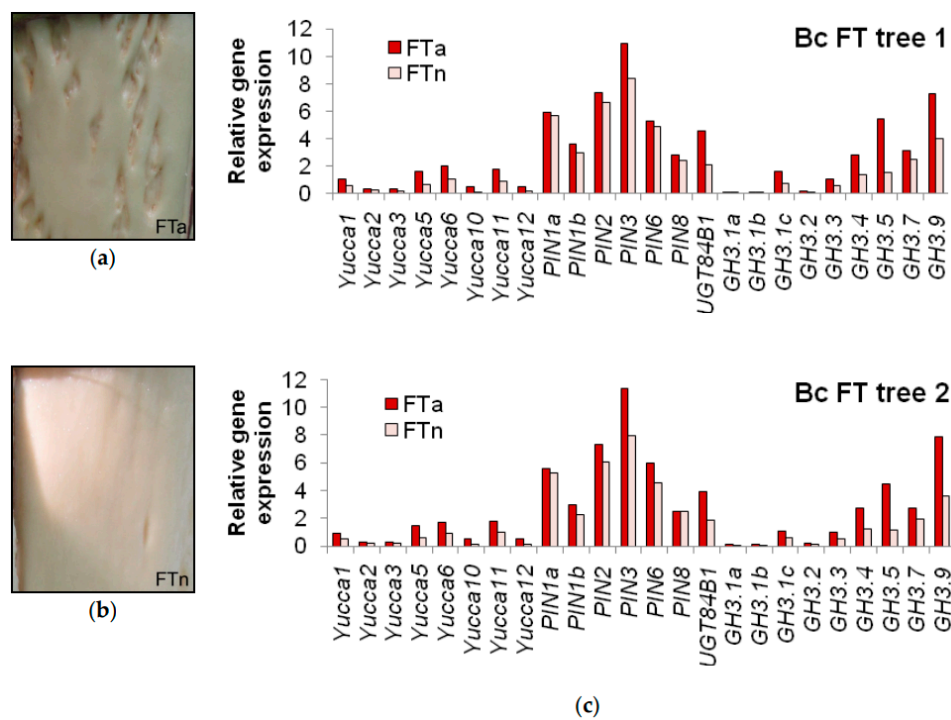 FTa
(a)
12
10
8
6
4
2
0
Relative gene
expression
FTa
FTn
Bc FT tree 1
Yucca1
Yucca2
Yucca3
Yucca5
Yucca6
Yucca10
Yucca11
Yucca12
PIN1a
PIN1b
PIN2
PIN3
PIN6
PIN8
UGT84B1
GH3.1a
GH3.1b
GH3.1c
GH3.2
GH3.3
GH3.4
GH3.5
GH3.7
GH3.9
FTn
(b)
12
10
8
6
4
2
0
Relative gene
expression
FTa
FTn
Bc FT tree 2
Yucca1
Yucca2
Yucca3
Yucca5
Yucca6
Yucca10
Yucca11
Yucca12
PIN1a
PIN1b
PIN2
PIN3
PIN6
PIN8
UGT84B1
GH3.1a
GH3.1b
GH3.1c
GH3.2
GH3.3
GH3.4
GH3.5
GH3.7
GH3.9
(c)